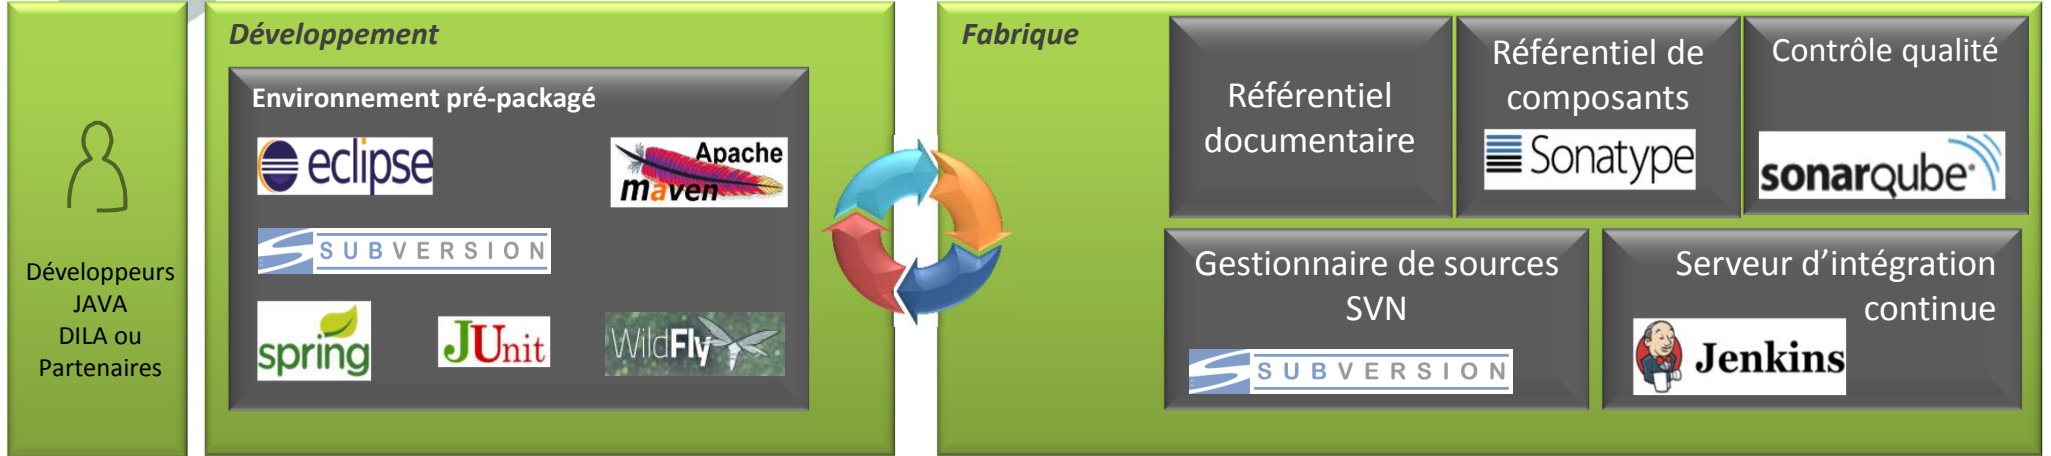 Développeurs
JAVA
DILA ou
Partenaires
Développement
Environnement pré-packagé
eclipse
Apache
maven
SUBVERSION
spring
JUnit
WildFly
Fabrique
Référentiel
documentaire
Référentiel de
composants
Sonatype
Contrôle qualité
sonarqube
Gestionnaire de sources
SVN
SUBVERSION
Serveur d’intégration
continue
Jenkins